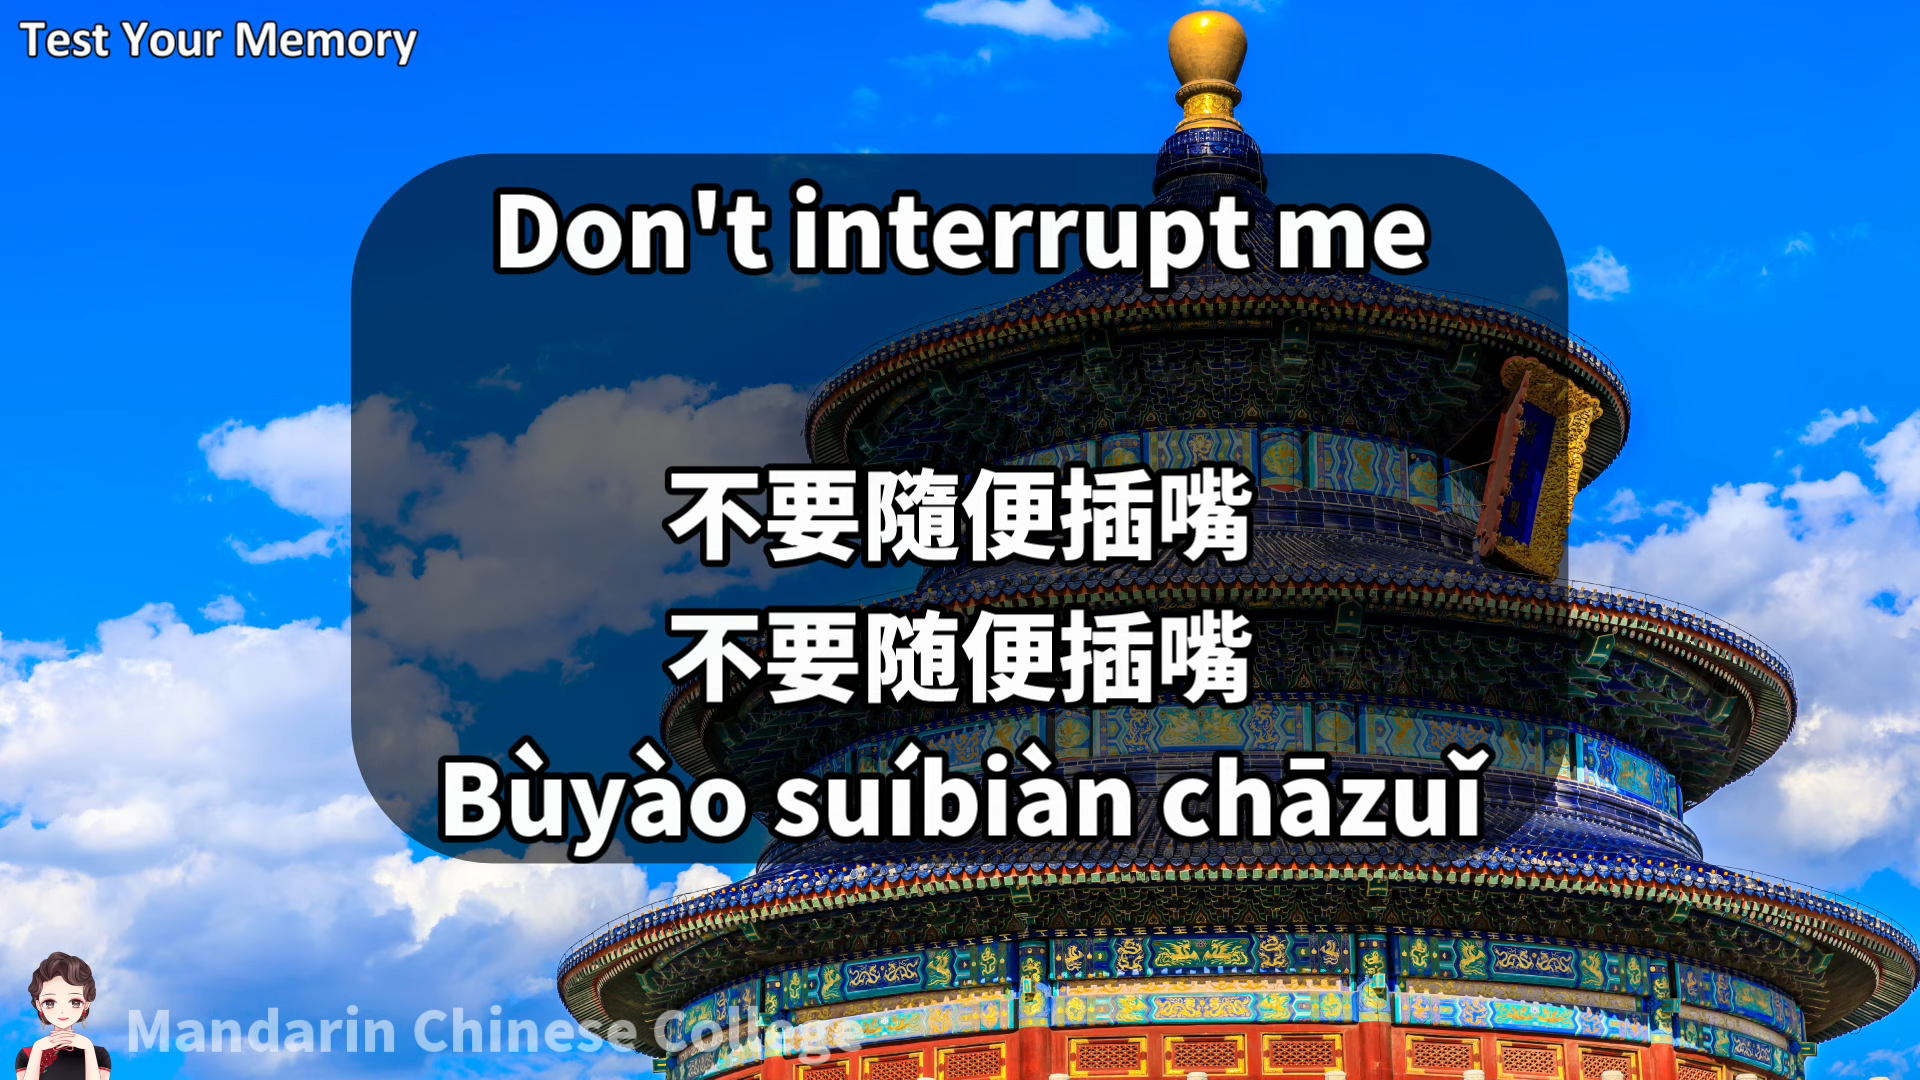 Test Your Memory
Don't interrupt me
不要隨便插嘴
不要随便插嘴
Bùyào suíbiàn chāzuǐ
Mandarin Chinese College